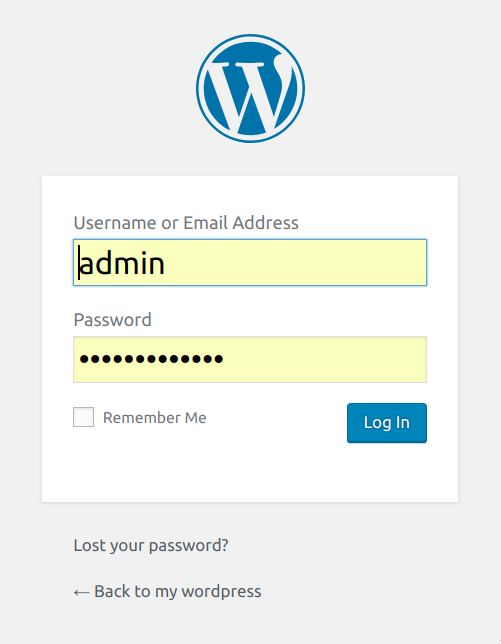 Username or Email Address
admin
Password
•••••••••••••
Remember Me
Log In
Lost your password?
← Back to my wordpress